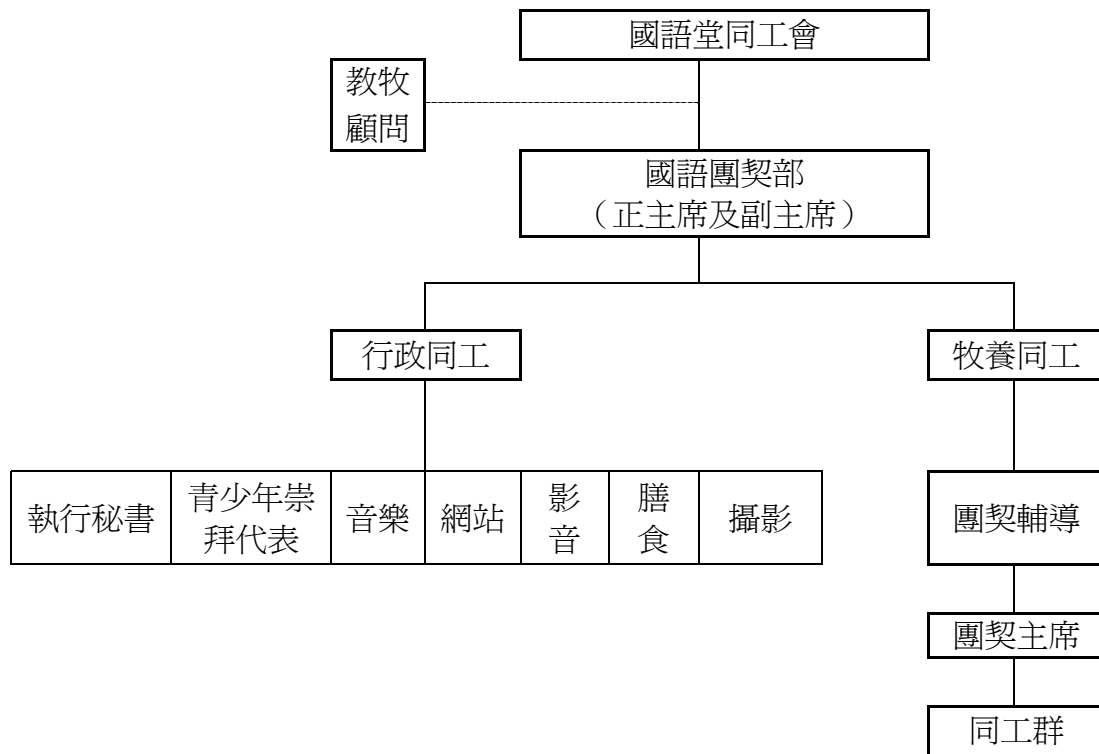 國語堂同工會
教牧
顧問
國語團契部
（正主席及副主席）
行政同工
牧養同工
執行秘書
青少年崇
拜代表
音樂
網站
影
音
膳
食
攝影
團契輔導
團契主席
同工群